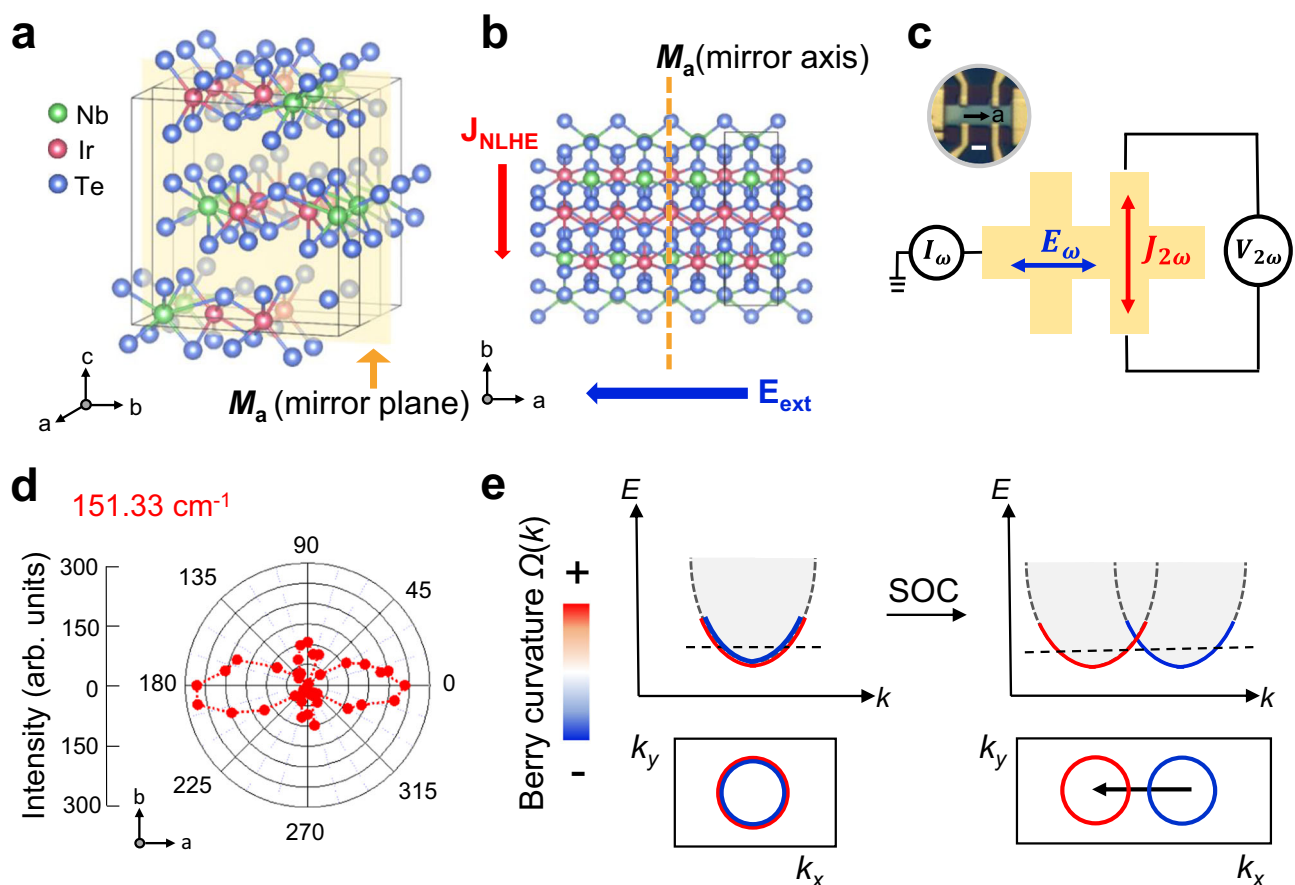 a
Nb
Ir
Te
c
b
a
Mₐ (mirror plane)
b
Mₐ (mirror axis)
J_NLHE
b
a
E_ext
c
a
I_ω
E_ω
J_2ω
V_2ω
d
151.33 cm⁻¹
Intensity (arb. units)
300
150
0
150
300
90
135
45
180
0
225
315
270
b
a
e
Berry curvature Ω(k)
+
-
E
k
SOC
E
k
k_y
k_x
k_y
k_x